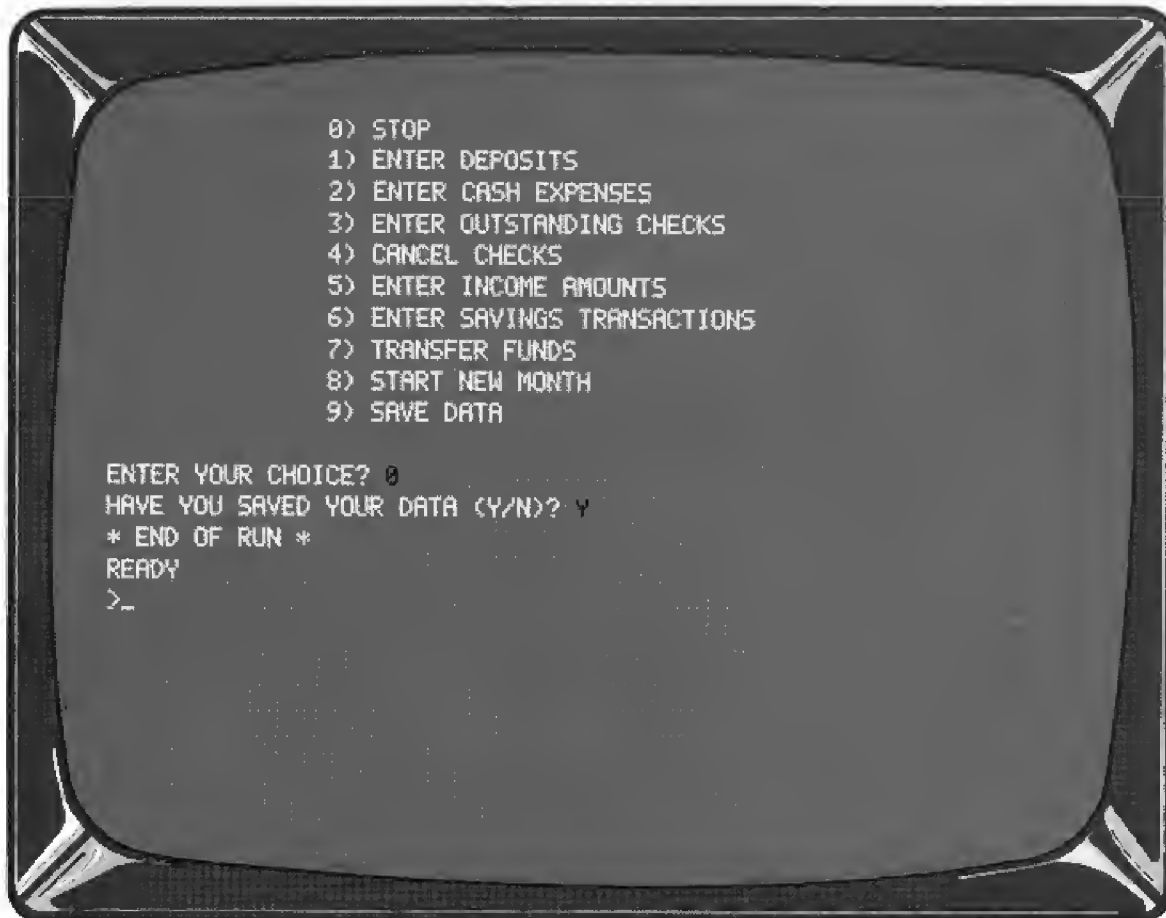 0) STOP
1) ENTER DEPOSITS
2) ENTER CASH EXPENSES
3) ENTER OUTSTANDING CHECKS
4) CANCEL CHECKS
5) ENTER INCOME AMOUNTS
6) ENTER SAVINGS TRANSACTIONS
7) TRANSFER FUNDS
8) START NEW MONTH
9) SAVE DATA
ENTER YOUR CHOICE? 0
HAVE YOU SAVED YOUR DATA (Y/N)? Y
* END OF RUN *
READY
>_